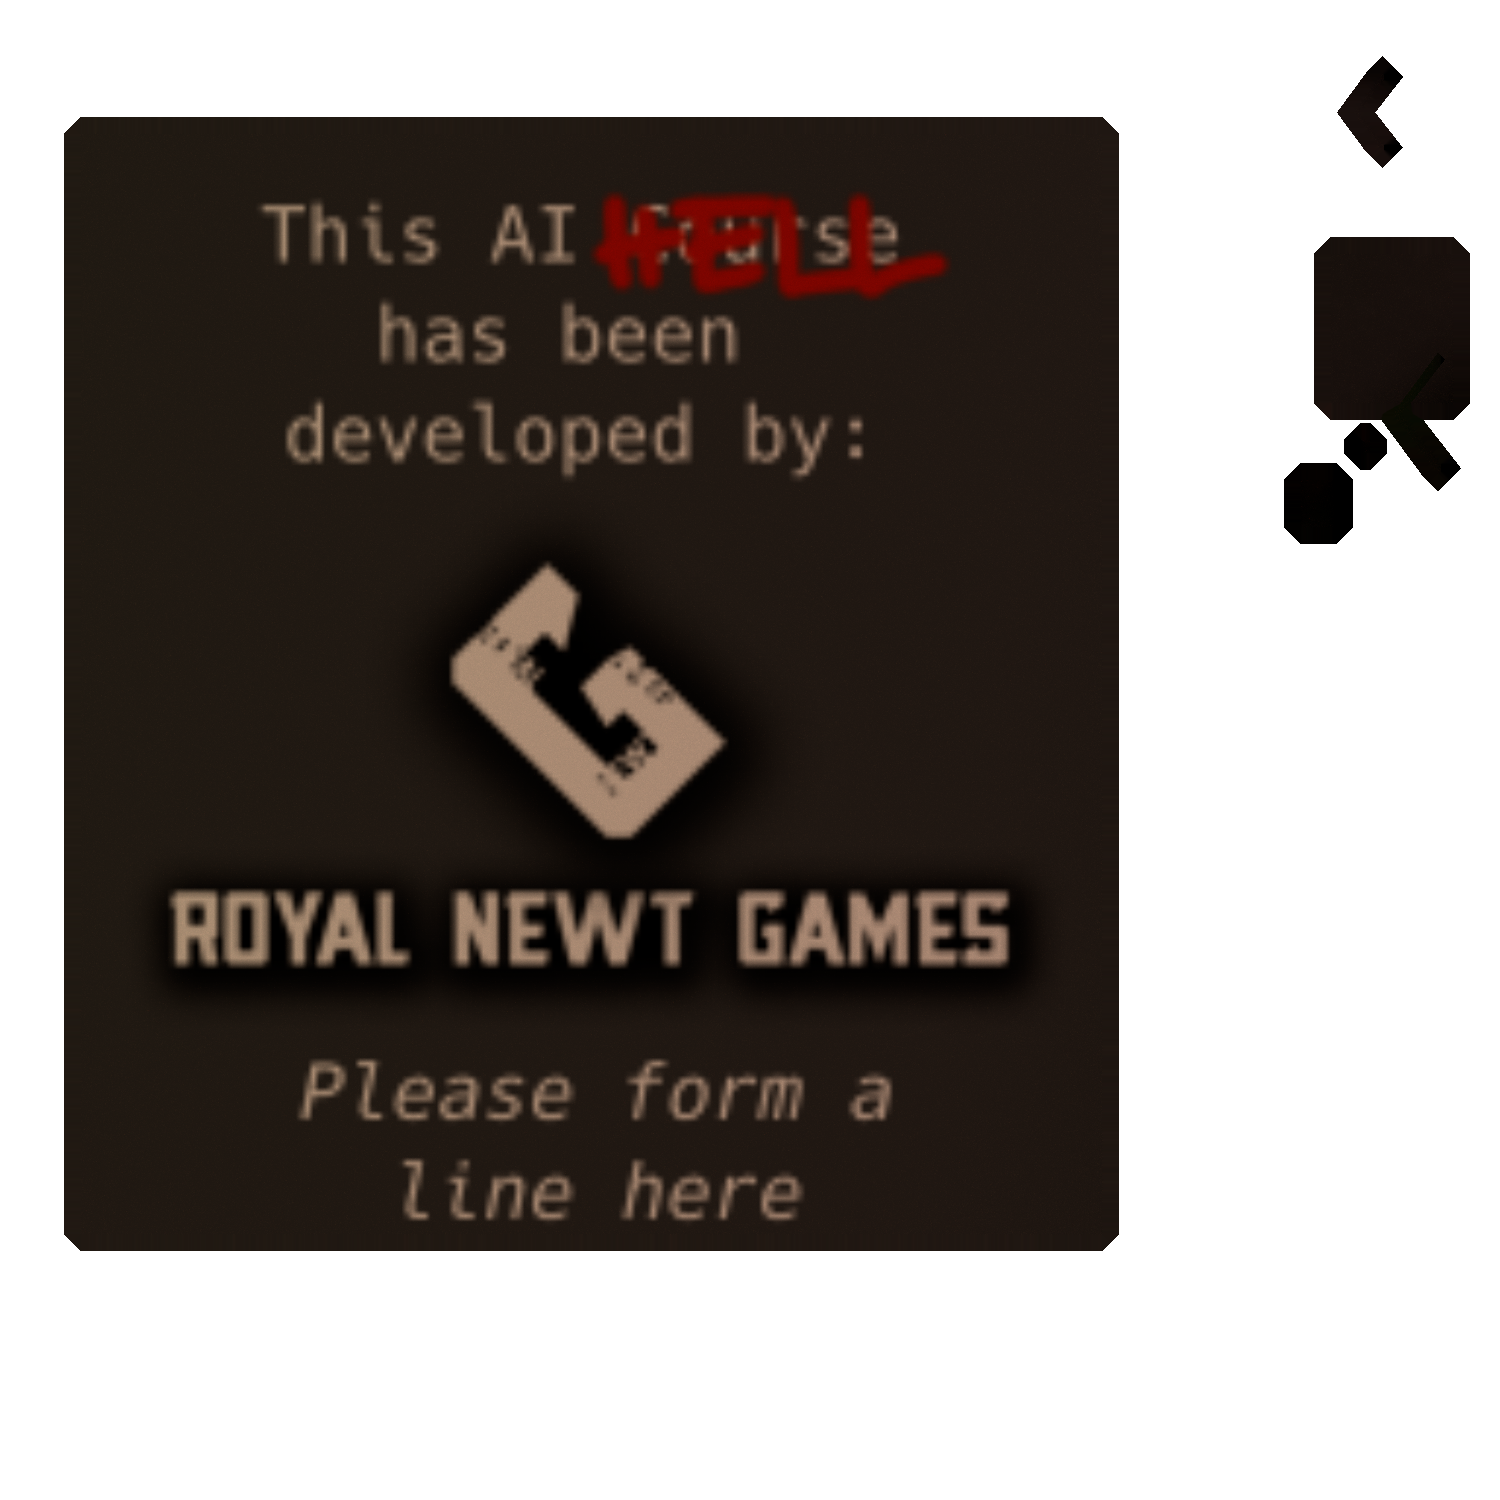 This AI Course HELL
has been
developed by:
ROYAL NEWT GAMES
Please form a
line here